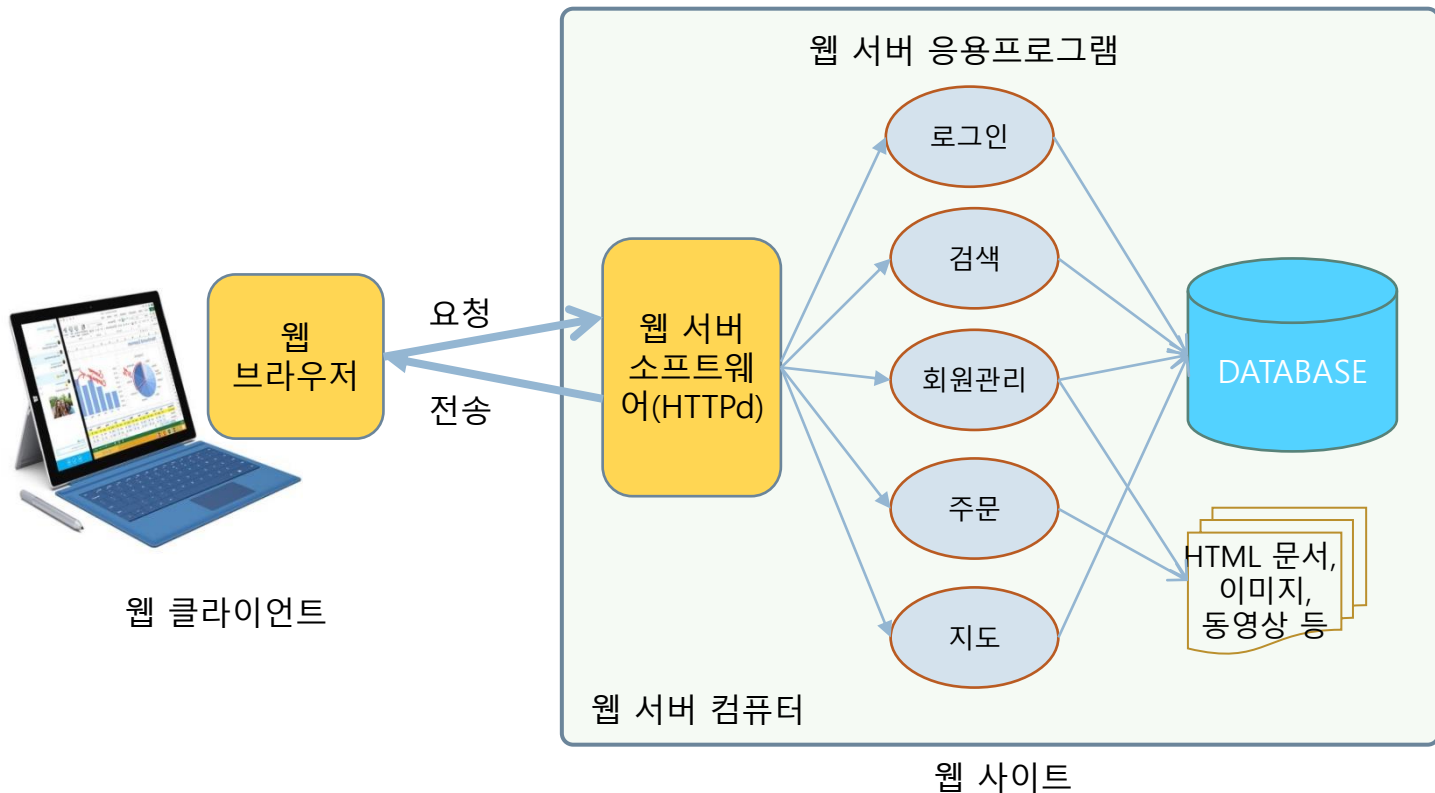 웹 서버 응용프로그램
로그인
검색
회원관리
주문
지도
웹
브라우저
요청
전송
웹 서버
소프트웨
어(HTTPd)
DATABASE
HTML 문서,
이미지,
동영상 등
웹 클라이언트
웹 서버 컴퓨터
웹 사이트